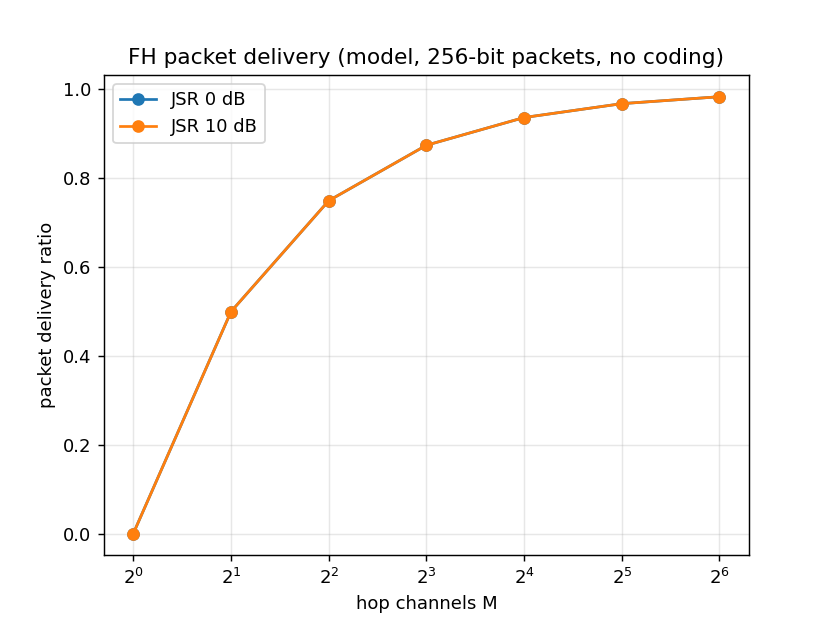 FH packet delivery (model, 256-bit packets, no coding)
JSR 0 dB
JSR 10 dB
packet delivery ratio
1.0
0.8
0.6
0.4
0.2
0.0
2⁰ 2¹ 2² 2³ 2⁴ 2⁵ 2⁶
hop channels M